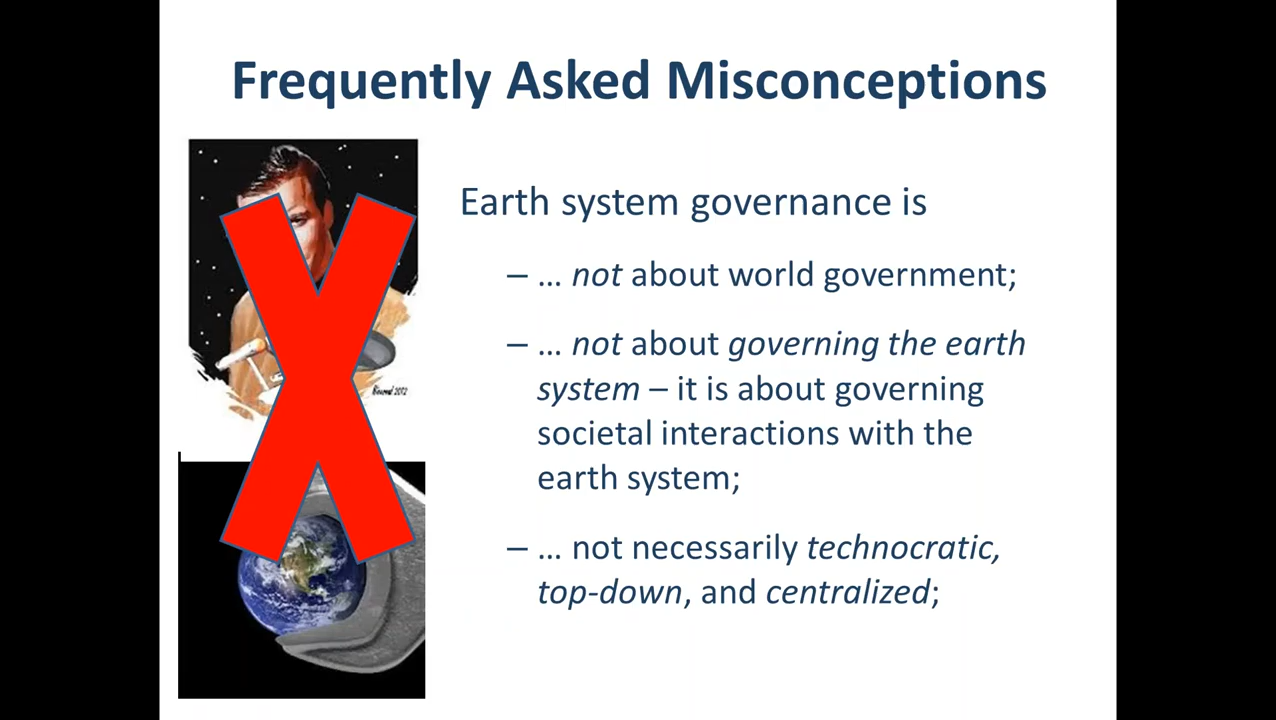 Frequently Asked Misconceptions
Earth system governance is
– … not about world government;
– … not about governing the earth
system – it is about governing
societal interactions with the
earth system;
– … not necessarily technocratic,
top-down, and centralized;
2012